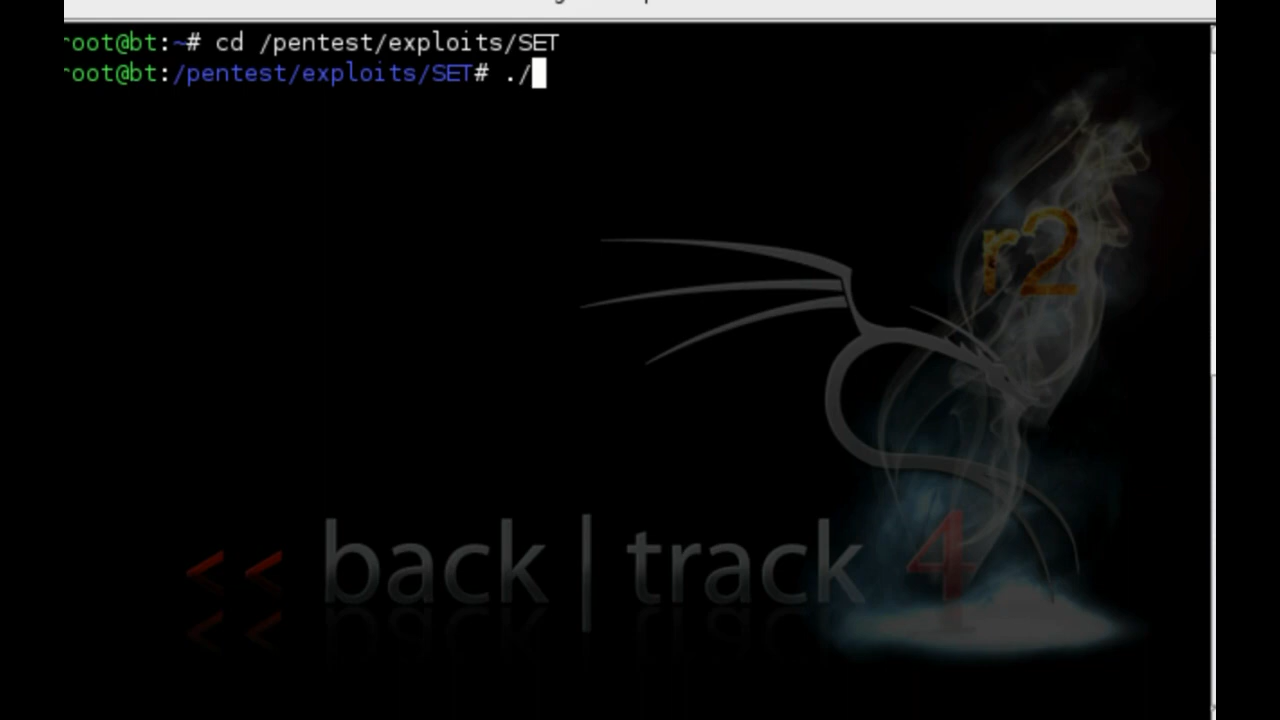 root@bt:~# cd /pentest/exploits/SET
root@bt:/pentest/exploits/SET# ./
r2
<< back | track 4